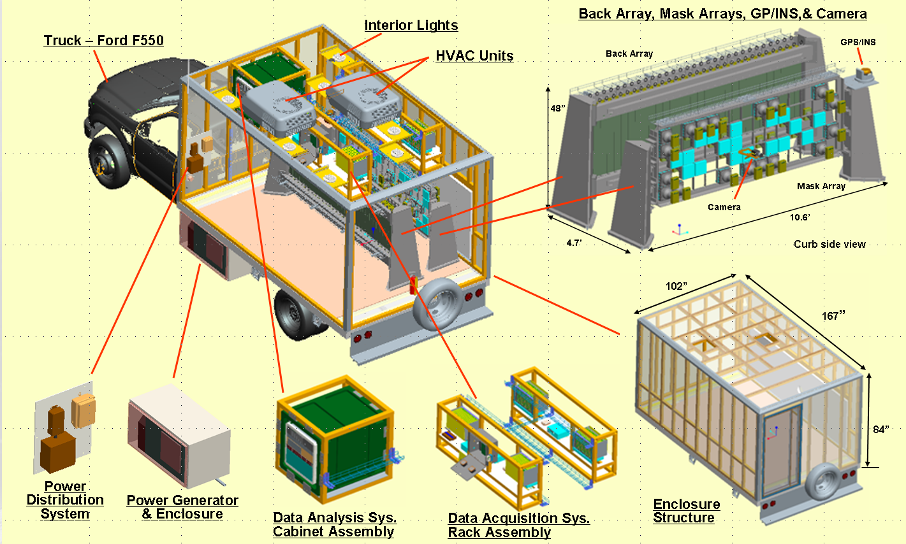 Back Array, Mask Arrays, GP/INS,& Camera
Interior Lights
Truck – Ford F550
HVAC Units
Back Array
GPS/INS
48"
Mask Array
Camera
10.6'
4.7'
Curb side view
102"
167"
64"
Power
Distribution
System
Power Generator
& Enclosure
Data Analysis Sys.
Cabinet Assembly
Data Acquisition Sys.
Rack Assembly
Enclosure
Structure